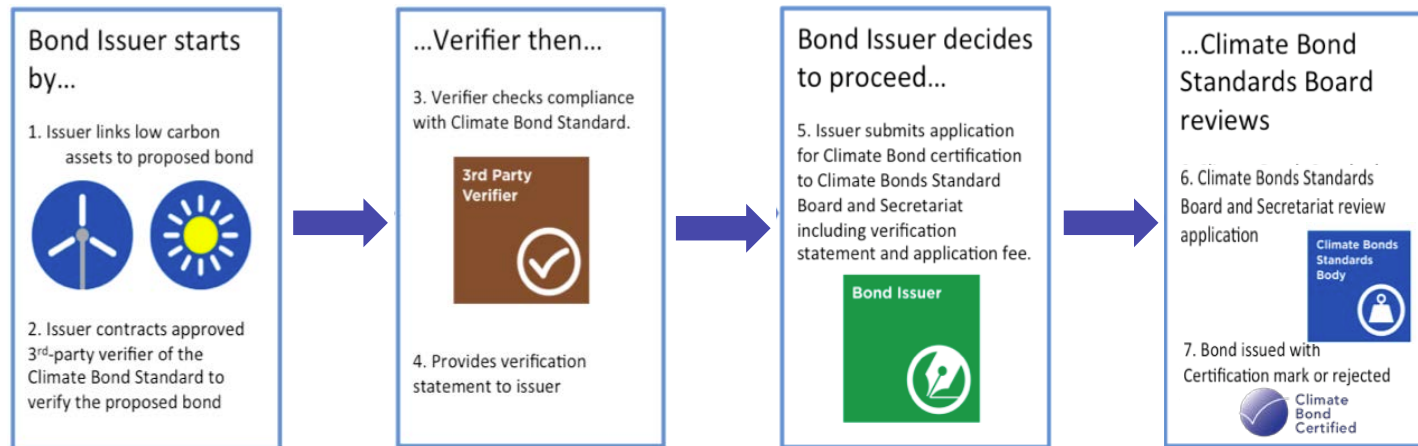 Bond Issuer starts
by...
1. Issuer links low carbon
assets to proposed bond
2. Issuer contracts approved
3rd-party verifier of the
Climate Bond Standard to
verify the proposed bond
...Verifier then...
3. Verifier checks compliance
with Climate Bond Standard.
3rd Party
Verifier
4. Provides verification
statement to issuer
Bond Issuer decides
to proceed...
5. Issuer submits application
for Climate Bond certification
to Climate Bonds Standard
Board and Secretariat
including verification
statement and application fee.
Bond Issuer
...Climate Bond
Standards Board
reviews
6. Climate Bonds Standards
Board and Secretariat review
application
Climate Bonds
Standards
Body
7. Bond issued with
Certification mark or rejected
Climate
Bond
Certified